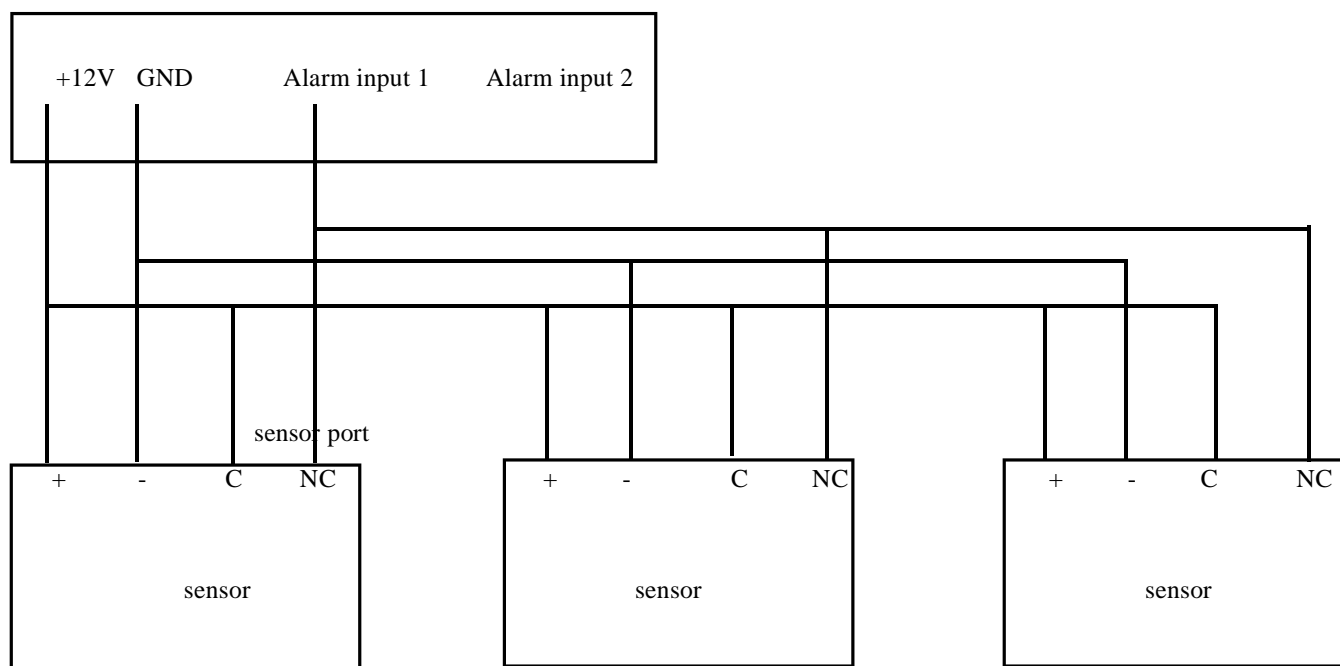 +12V GND Alarm input 1 Alarm input 2
sensor port
+ - C NC + - C NC + - C NC
sensor sensor sensor